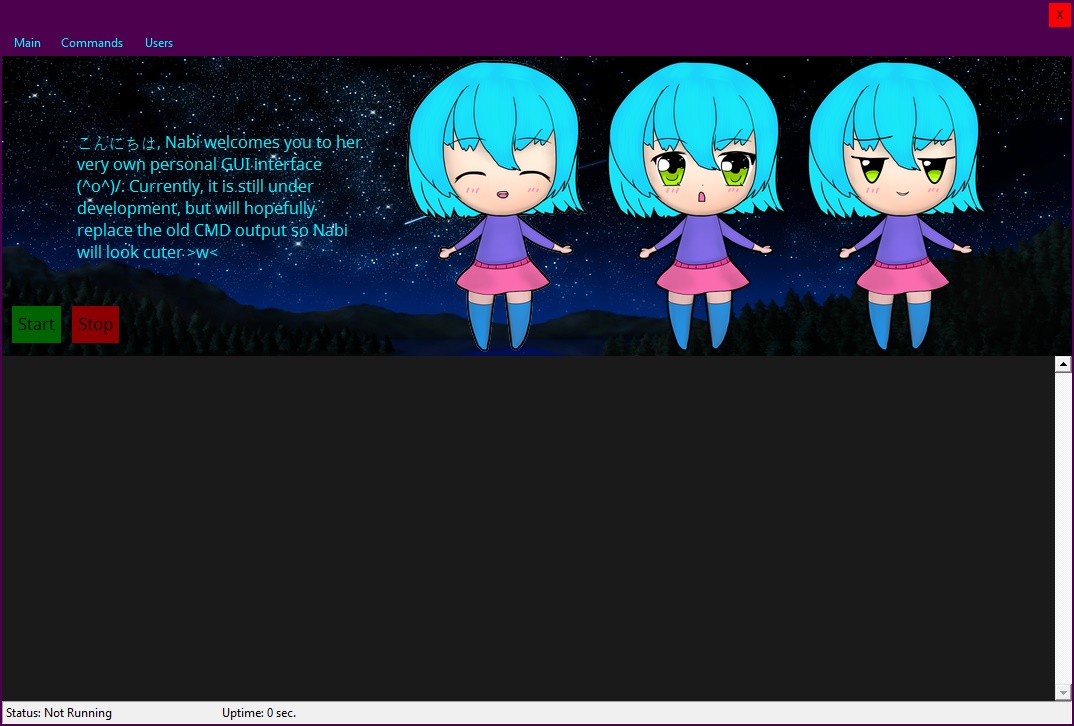 X
Main Commands Users
こんにちは, Nabi welcomes you to her
very own personal GUI interface
(^o^)/. Currently, it is still under
development, but will hopefully
replace the old CMD output so Nabi
will look cuter >w<
Start Stop
Status: Not Running Uptime: 0 sec.